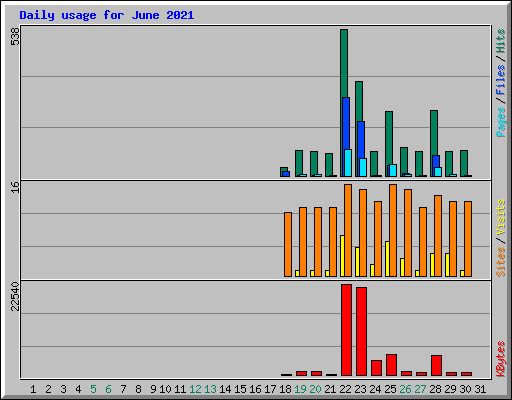 Daily usage for June 2021
538
Pages / Files / Hits
16
Sites / Visits
22540
KBytes
1 2 3 4 5 6 7 8 9 10 11 12 13 14 15 16 17 18 19 20 21 22 23 24 25 26 27 28 29 30 31